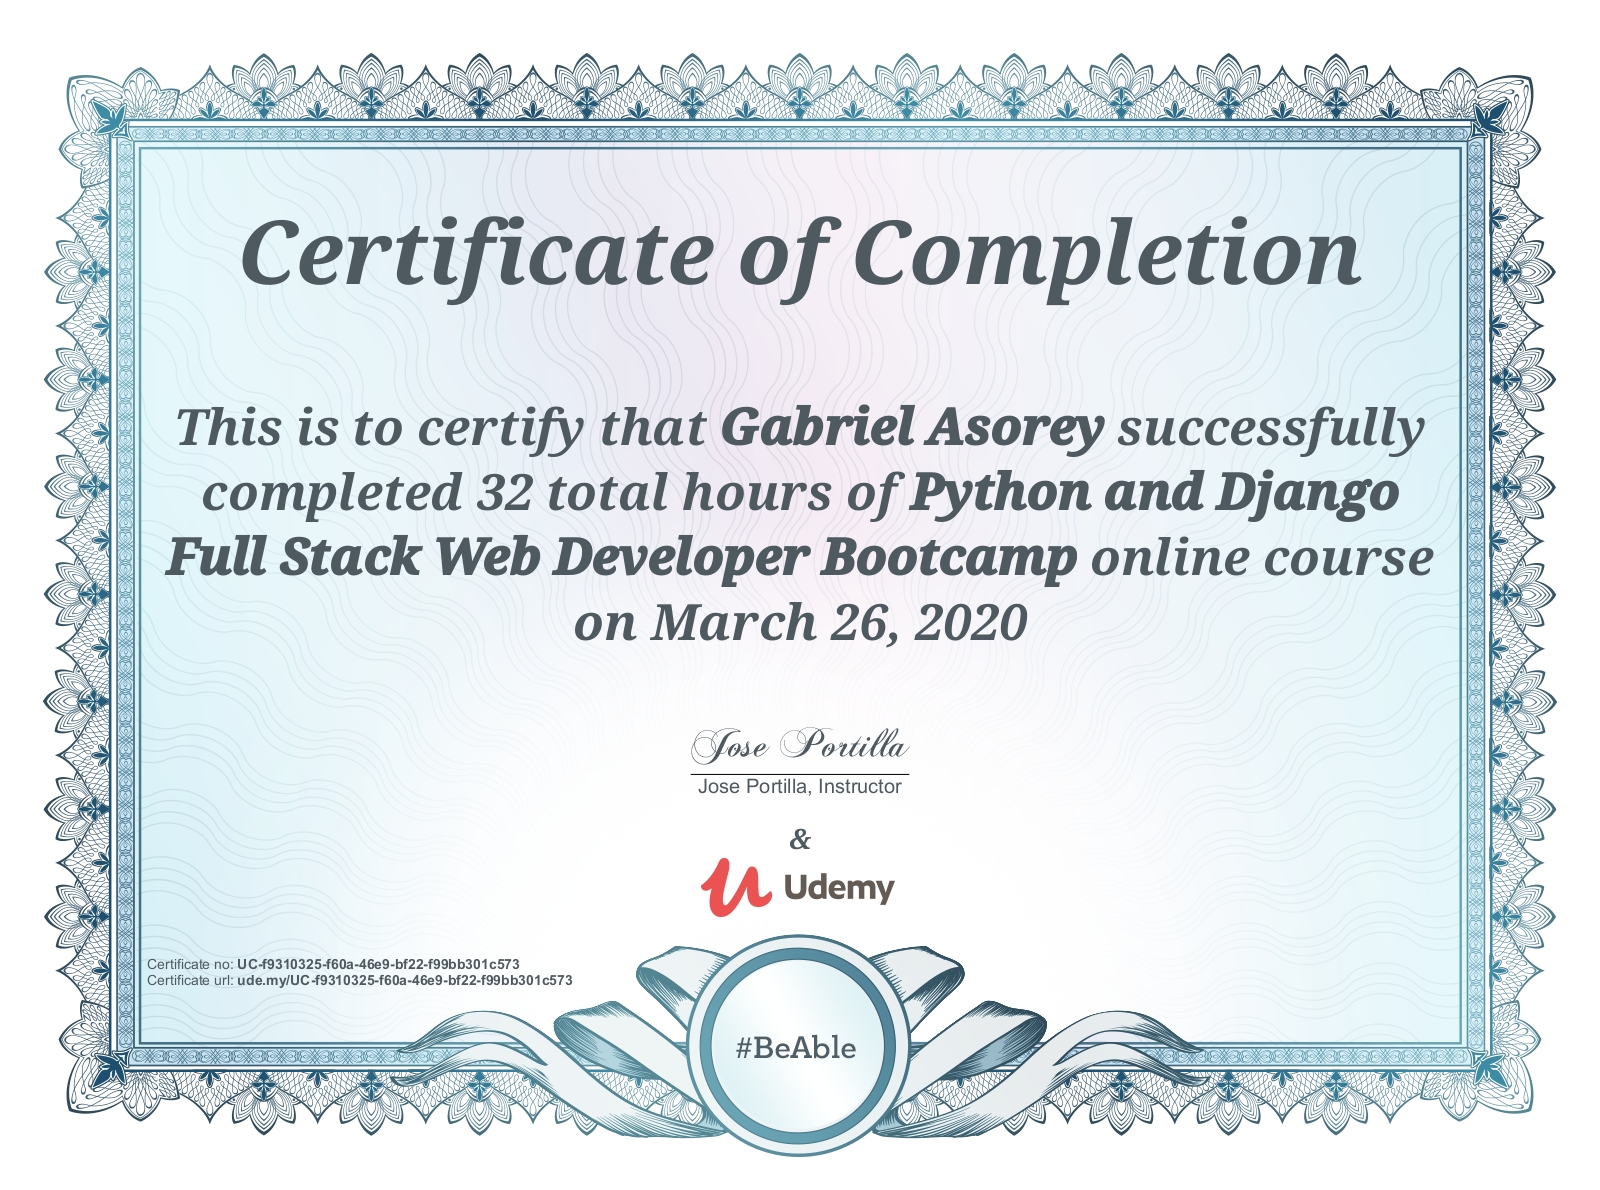 Certificate of Completion
This is to certify that Gabriel Asorey successfully
completed 32 total hours of Python and Django
Full Stack Web Developer Bootcamp online course
on March 26, 2020
Jose Portilla
Jose Portilla, Instructor
&
Udemy
Certificate no: UC-f9310325-f60a-46e9-bf22-f99bb301c573
Certificate url: ude.my/UC-f9310325-f60a-46e9-bf22-f99bb301c573
#BeAble